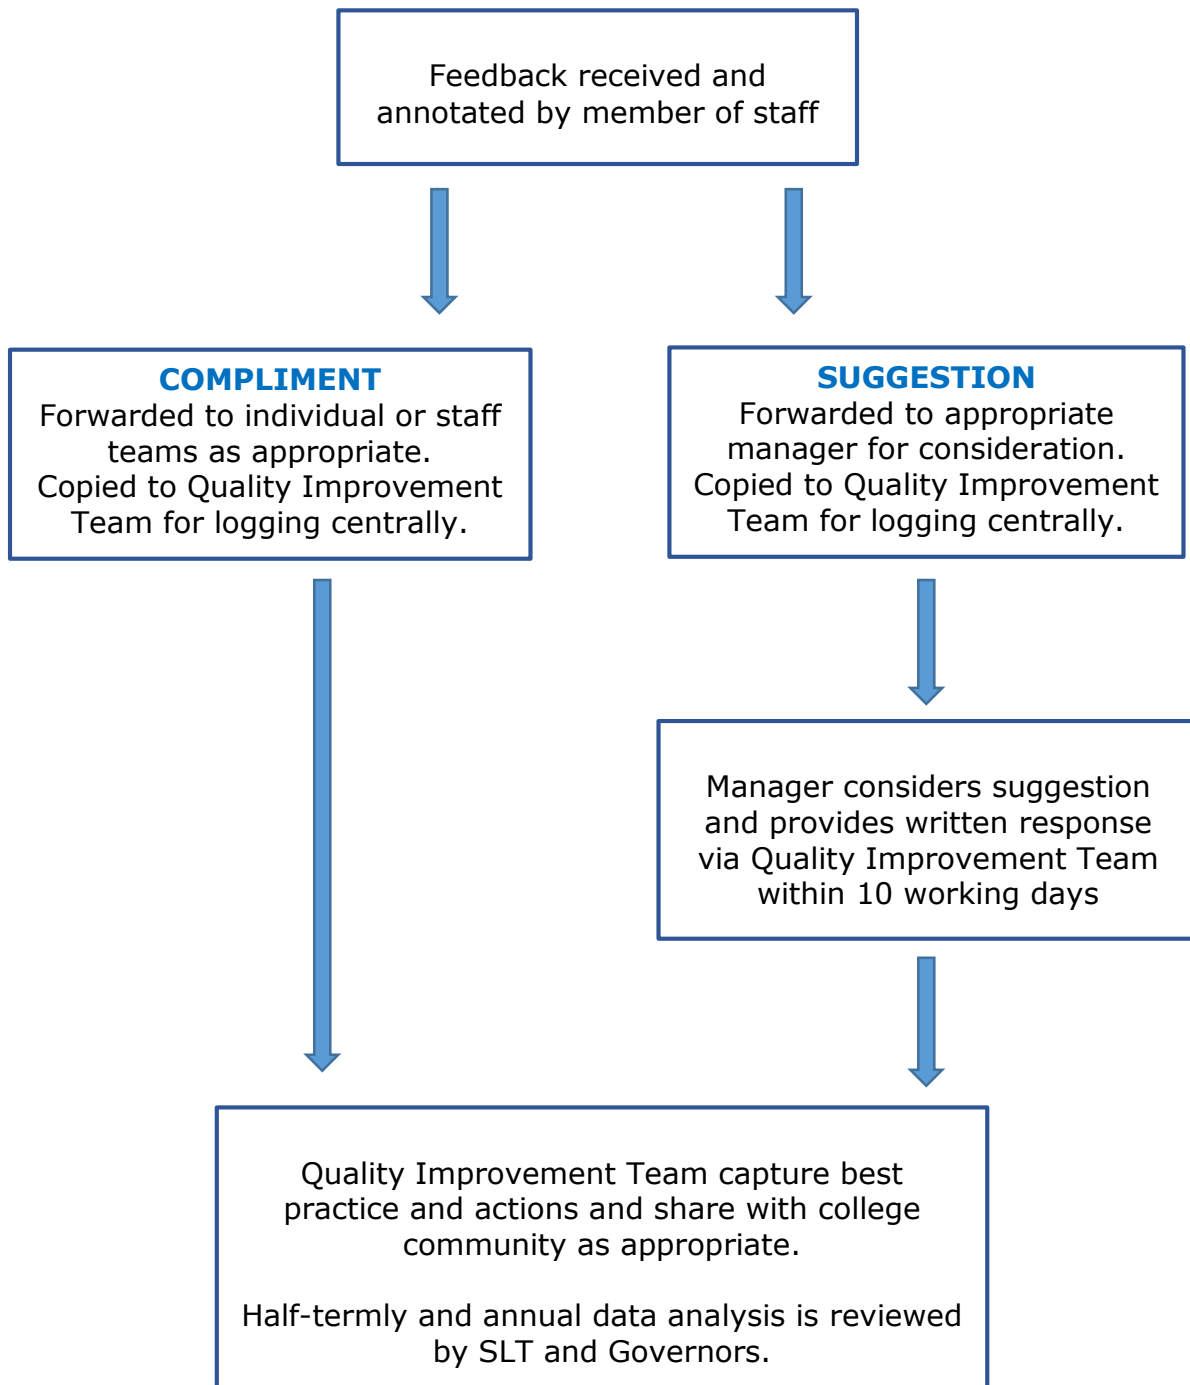 Feedback received and
annotated by member of staff
COMPLIMENT
Forwarded to individual or staff
teams as appropriate.
Copied to Quality Improvement
Team for logging centrally.
SUGGESTION
Forwarded to appropriate
manager for consideration.
Copied to Quality Improvement
Team for logging centrally.
Manager considers suggestion
and provides written response
via Quality Improvement Team
within 10 working days
Quality Improvement Team capture best
practice and actions and share with college
community as appropriate.
Half-termly and annual data analysis is reviewed
by SLT and Governors.